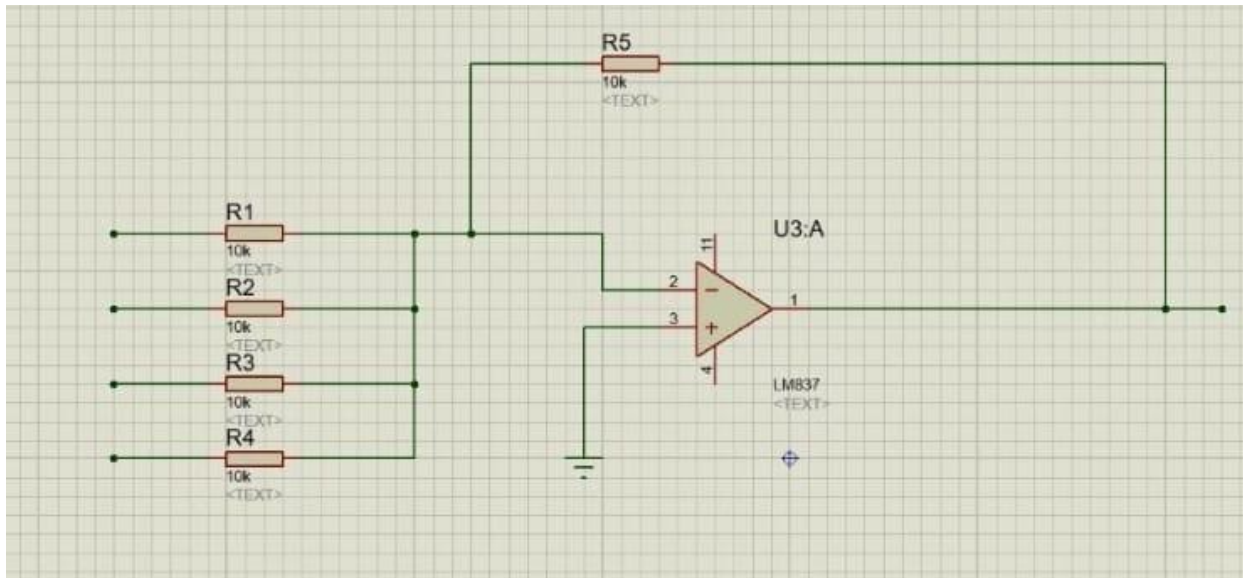 R5
10k
<TEXT>
R1
10k
<TEXT>
R2
10k
<TEXT>
R3
10k
<TEXT>
R4
10k
<TEXT>
U3:A
11
2
−
3
+
1
4
LM837
<TEXT>